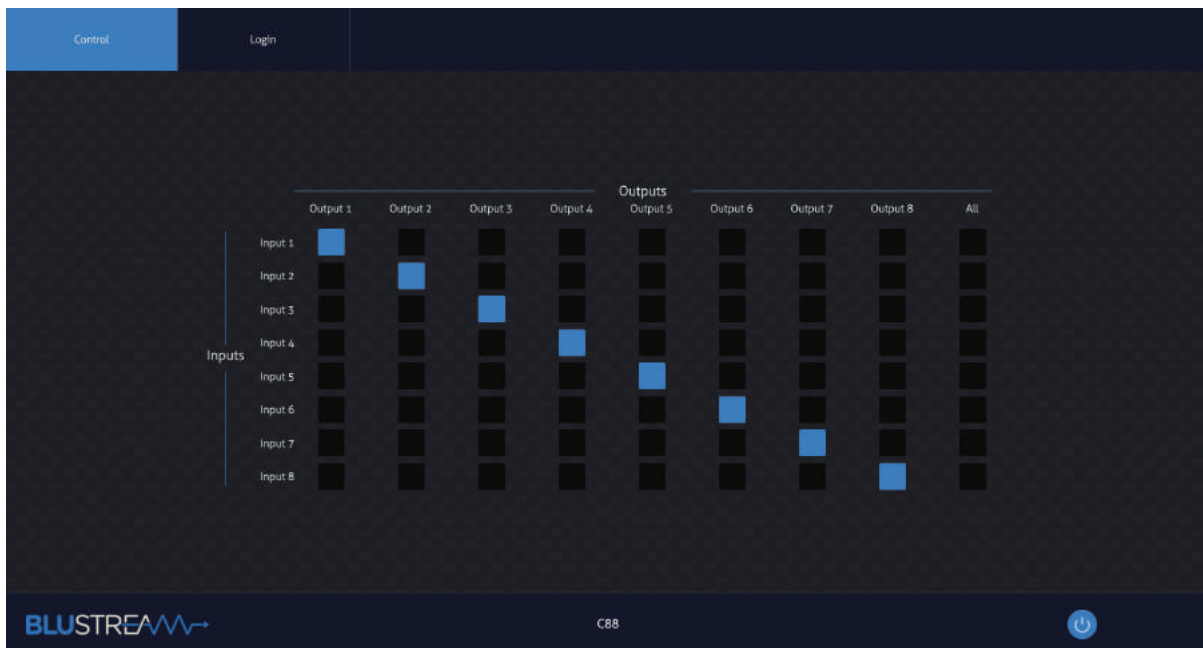 Control Login
Outputs
Output 1 Output 2 Output 3 Output 4 Output 5 Output 6 Output 7 Output 8 All
Input 1
Input 2
Input 3
Input 4
Inputs
Input 5
Input 6
Input 7
Input 8
BLUSTREAM C88